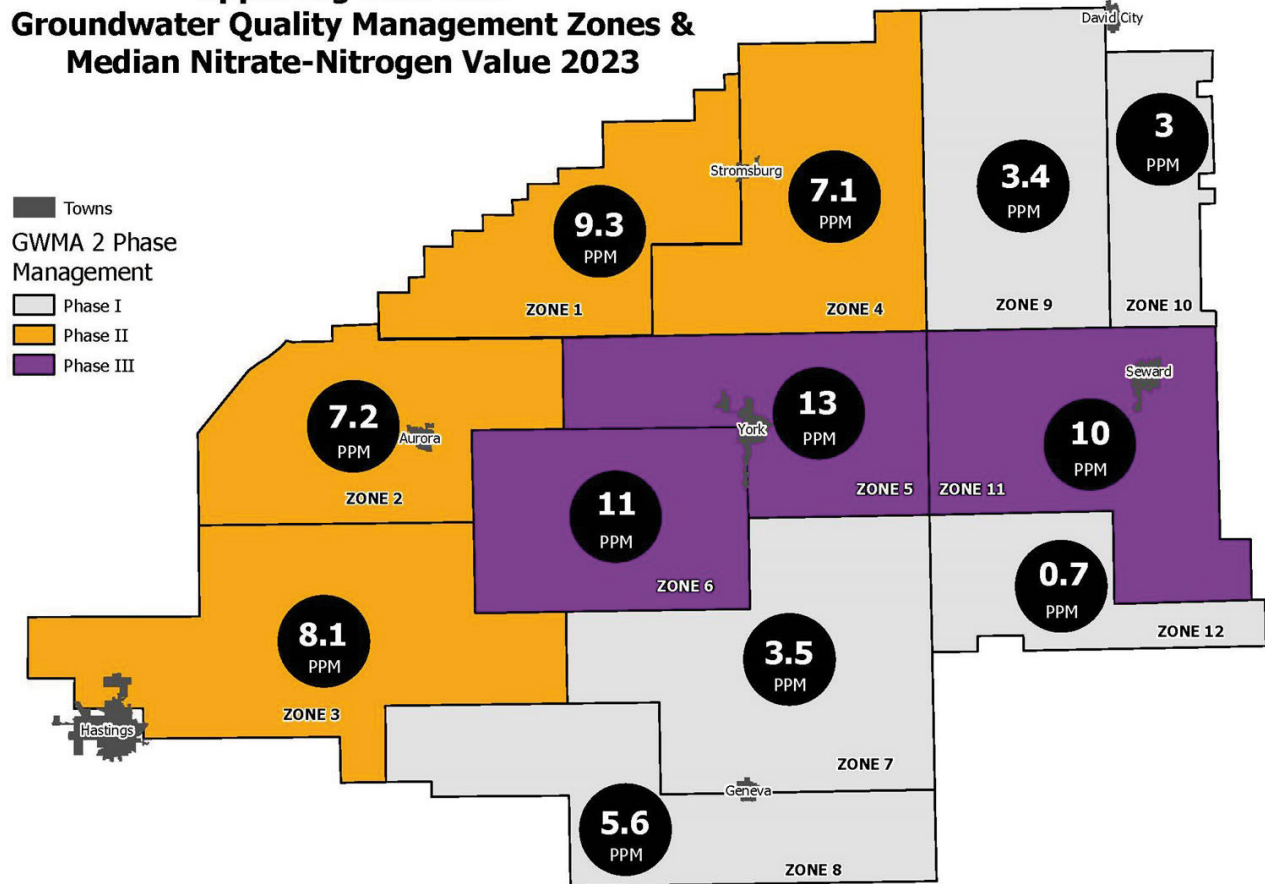 Groundwater Quality Management Zones &
Median Nitrate-Nitrogen Value 2023
David City
3
PPM
Stromsburg
7.1
PPM
3.4
PPM
Towns
9.3
PPM
GWMA 2 Phase
Management
Phase I
Phase II
Phase III
ZONE 1
ZONE 4
ZONE 9
ZONE 10
Seward
7.2
PPM
Aurora
13
PPM
York
10
PPM
ZONE 2
ZONE 5
ZONE 11
11
PPM
ZONE 6
0.7
PPM
ZONE 12
8.1
PPM
3.5
PPM
Hastings
ZONE 3
ZONE 7
Geneva
5.6
PPM
ZONE 8